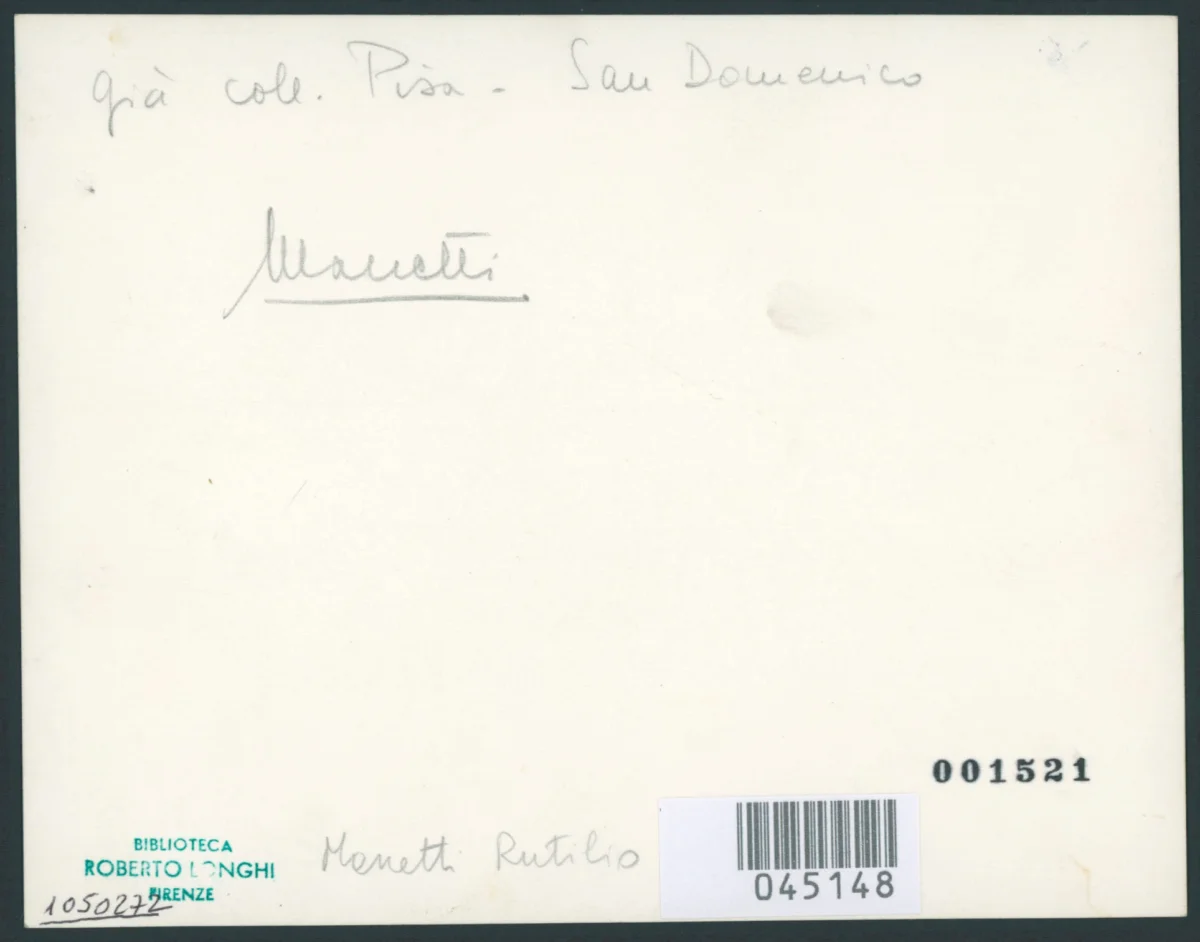 già coll. Pisa - San Domenico
Manetti
001521
BIBLIOTECA
ROBERTO LONGHI
FIRENZE
1050272
Manetti Rutilio
045148